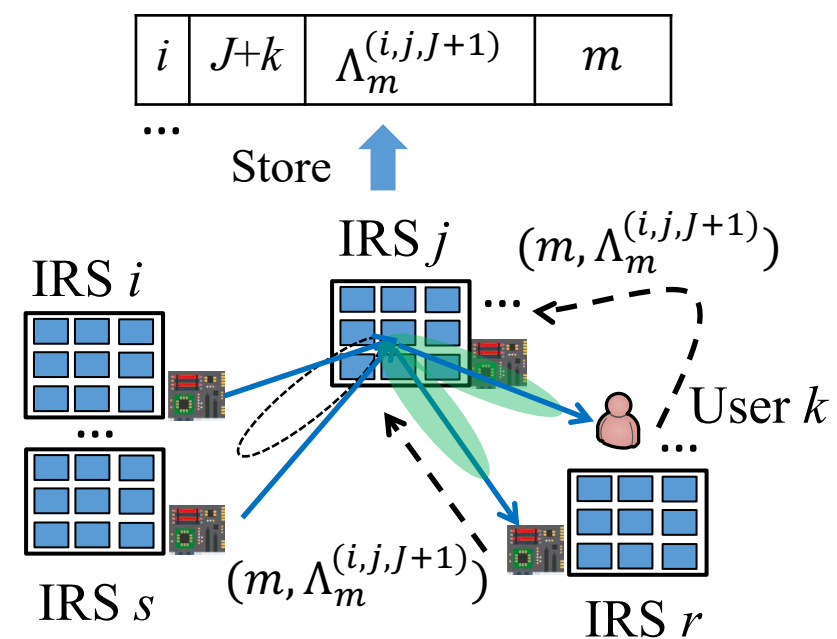 i J+k Λ_m^{(i,j,J+1)} m
...
Store
IRS j
(m, Λ_m^{(i,j,J+1)})
IRS i
...
...
User k
...
(m, Λ_m^{(i,j,J+1)})
IRS s
IRS r